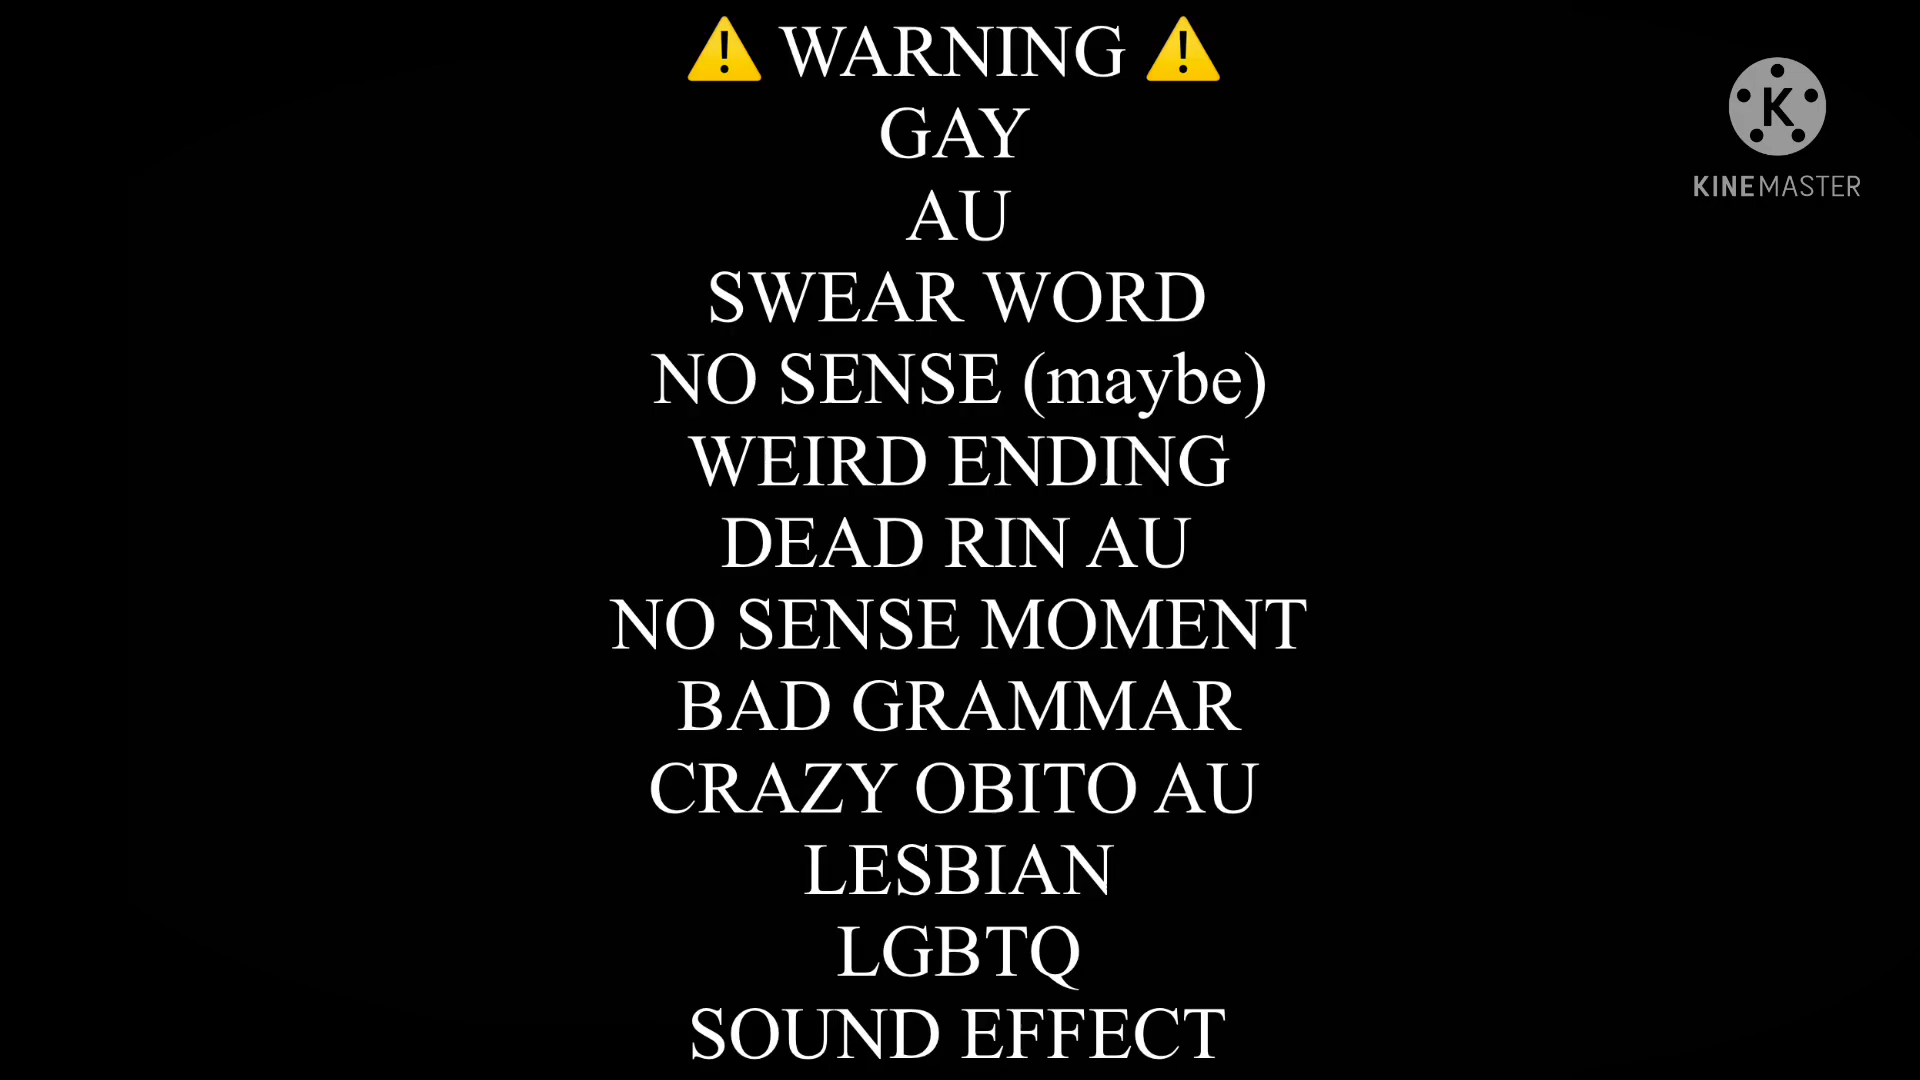 ⚠️ WARNING ⚠️
GAY
AU
SWEAR WORD
NO SENSE (maybe)
WEIRD ENDING
DEAD RIN AU
NO SENSE MOMENT
BAD GRAMMAR
CRAZY OBITO AU
LESBIAN
LGBTQ
SOUND EFFECT
K
KINEMASTER